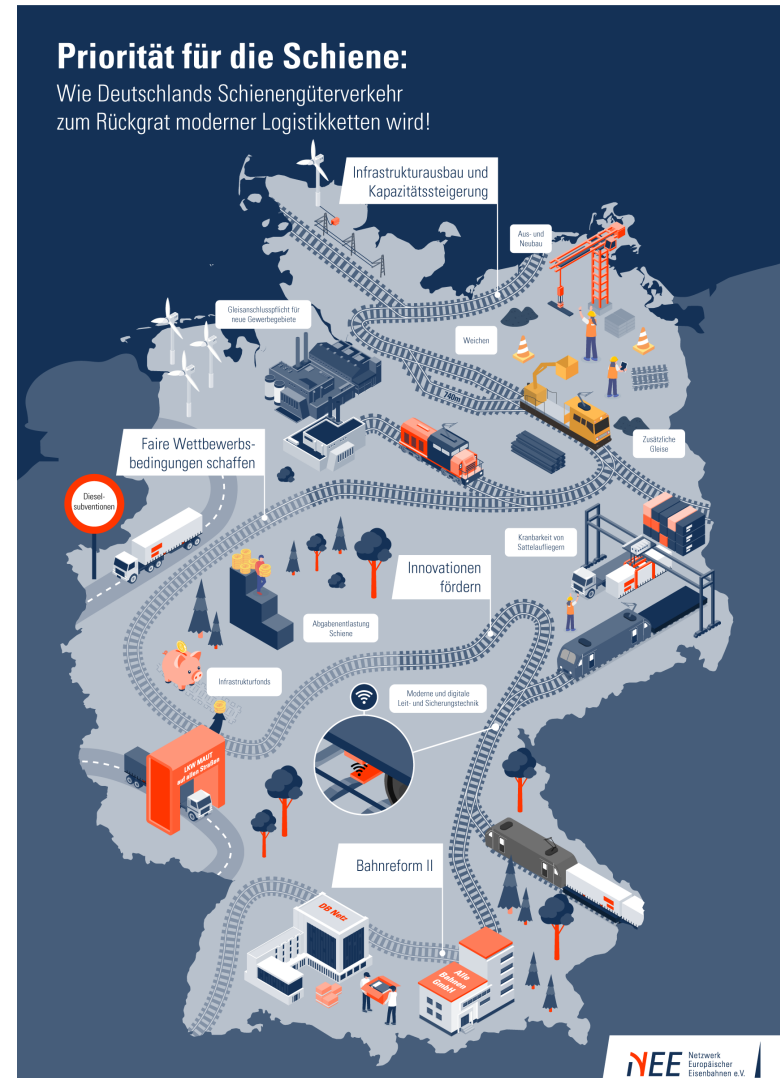 Priorität für die Schiene:
Wie Deutschlands Schienengüterverkehr
zum Rückgrat moderner Logistikketten wird!
Infrastrukturausbau und
Kapazitätssteigerung
Aus- und
Neubau
Gleisanschlusspflicht für
neue Gewerbegebiete
Weichen
740m
Zusätzliche
Gleise
Faire Wettbewerbs-
bedingungen schaffen
Diesel-
subventionen
Kranbarkeit von
Sattelaufliegern
Innovationen
fördern
Abgabenentlastung
Schiene
Infrastrukturfonds
Moderne und digitale
Leit- und Sicherungstechnik
LKW MAUT
auf allen Straßen
Bahnreform II
DB Netz
Alle
Bahnen
GmbH
NEE
Netzwerk
Europäischer
Eisenbahnen e.V.